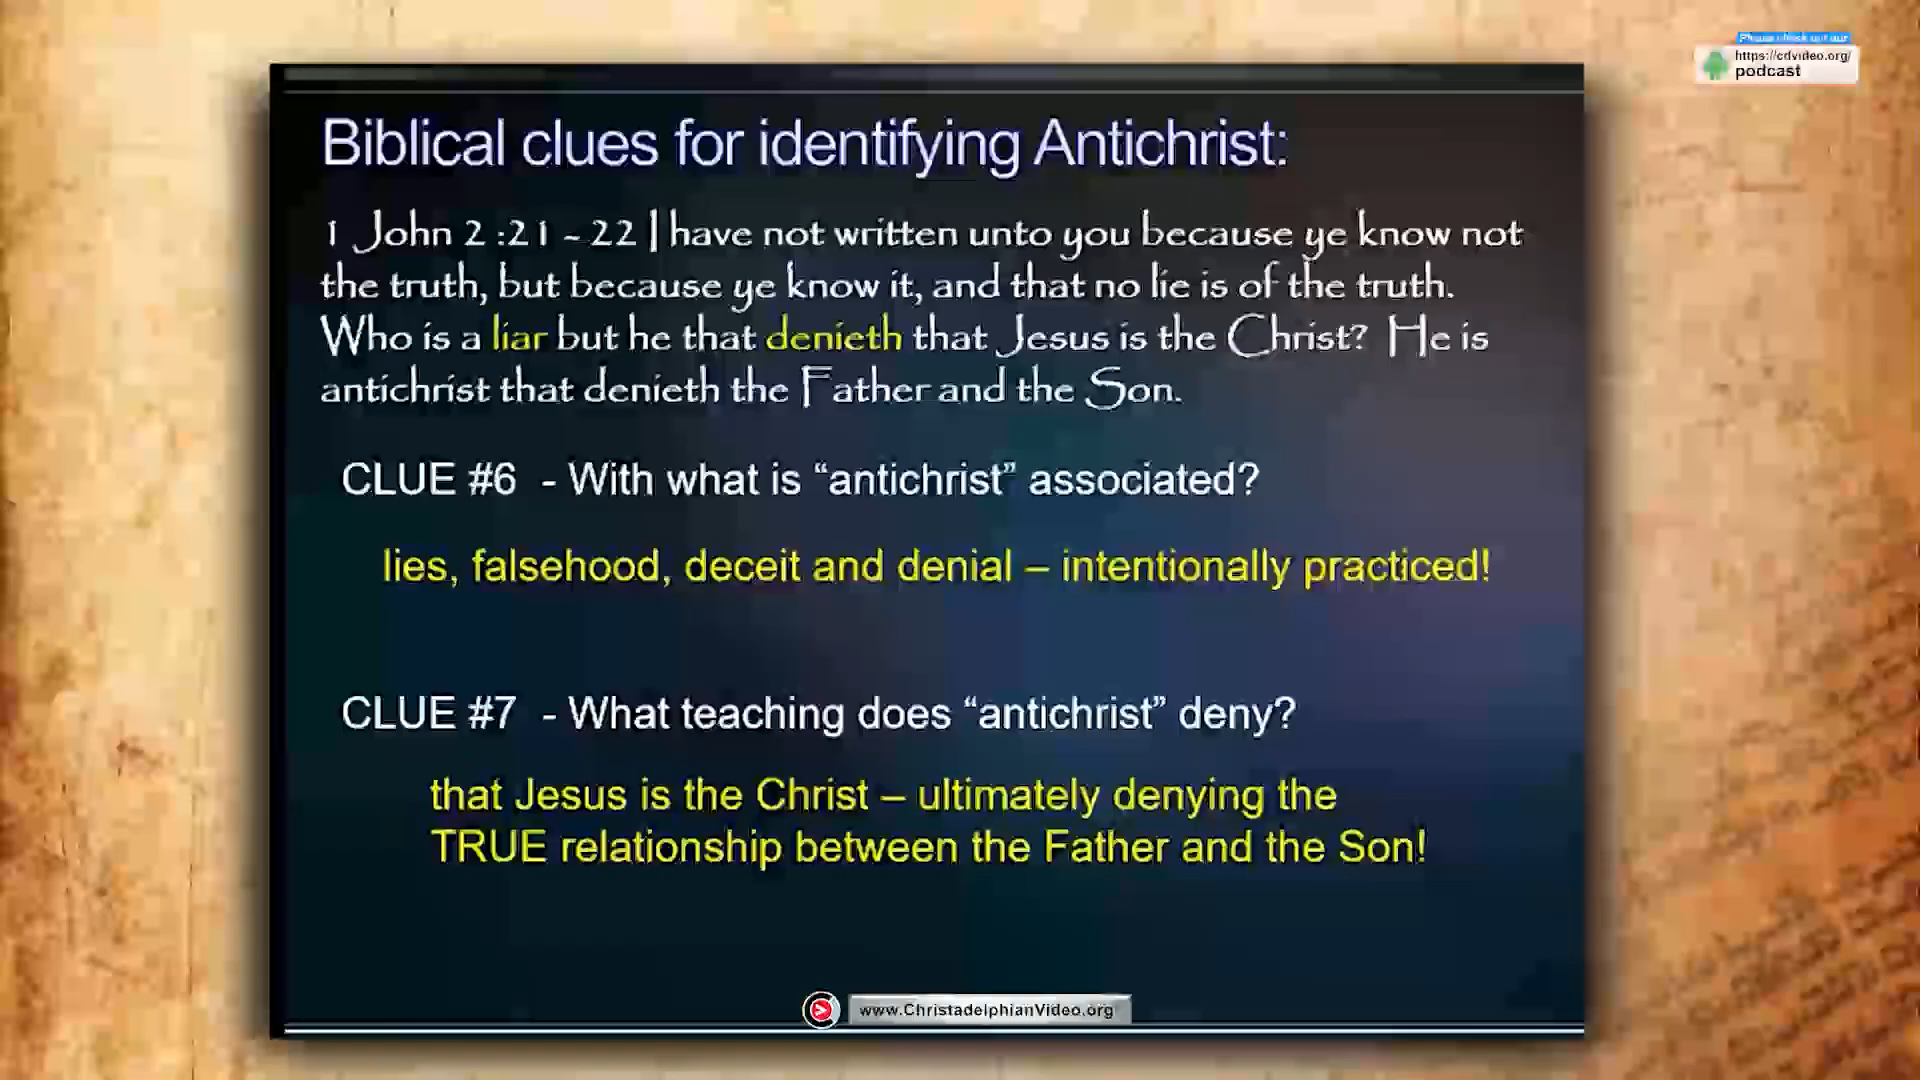 Please check out our
https://cdvideo.org/
podcast
Biblical clues for identifying Antichrist:
1 John 2 :21 - 22 I have not written unto you because ye know not
the truth, but because ye know it, and that no lie is of the truth.
Who is a liar but he that denieth that Jesus is the Christ? He is
antichrist that denieth the Father and the Son.
CLUE #6 - With what is “antichrist” associated?
lies, falsehood, deceit and denial – intentionally practiced!
CLUE #7 - What teaching does “antichrist” deny?
that Jesus is the Christ – ultimately denying the
TRUE relationship between the Father and the Son!
www.ChristadelphianVideo.org